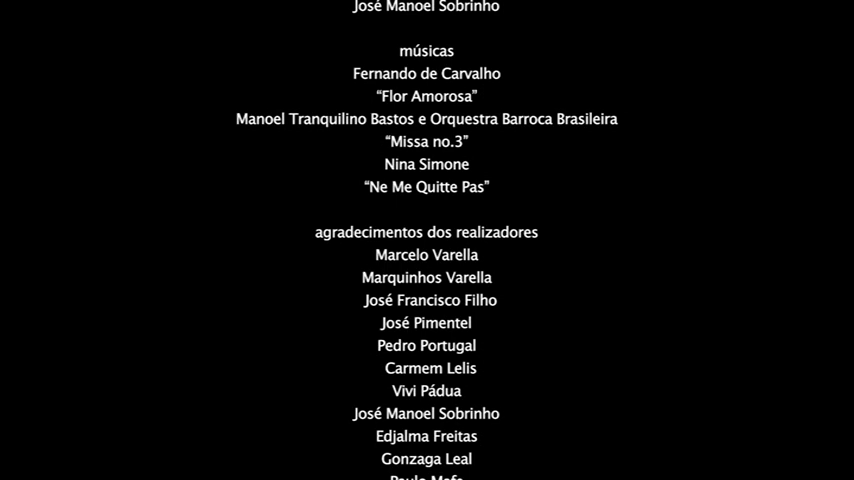 José Manoel Sobrinho
músicas
Fernando de Carvalho
“Flor Amorosa”
Manoel Tranquilino Bastos e Orquestra Barroca Brasileira
“Missa no.3”
Nina Simone
“Ne Me Quitte Pas”
agradecimentos dos realizadores
Marcelo Varella
Marquinhos Varella
José Francisco Filho
José Pimentel
Pedro Portugal
Carmem Lelis
Vivi Pádua
José Manoel Sobrinho
Edjalma Freitas
Gonzaga Leal